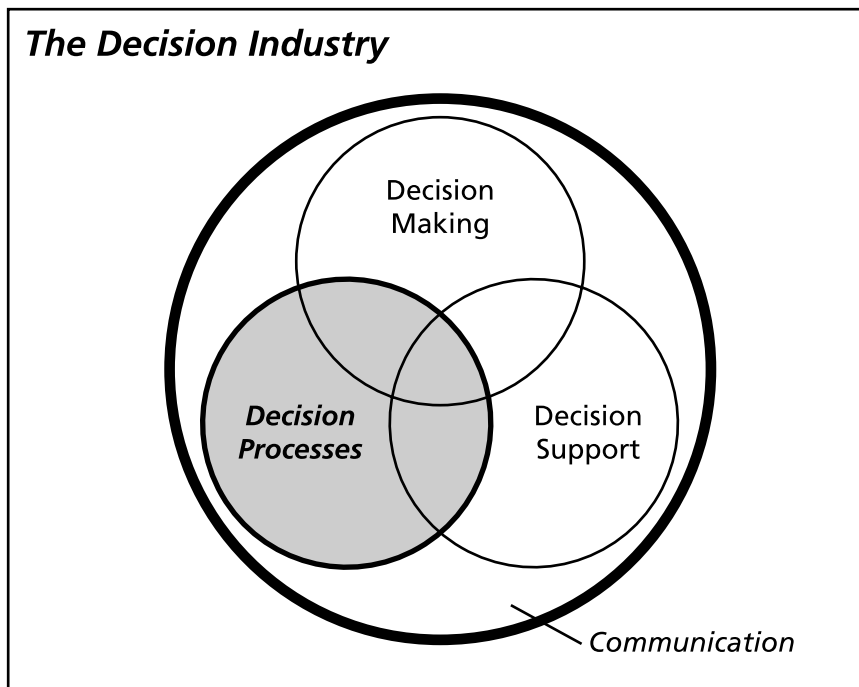 The Decision Industry
Decision
Making
Decision
Processes
Decision
Support
Communication